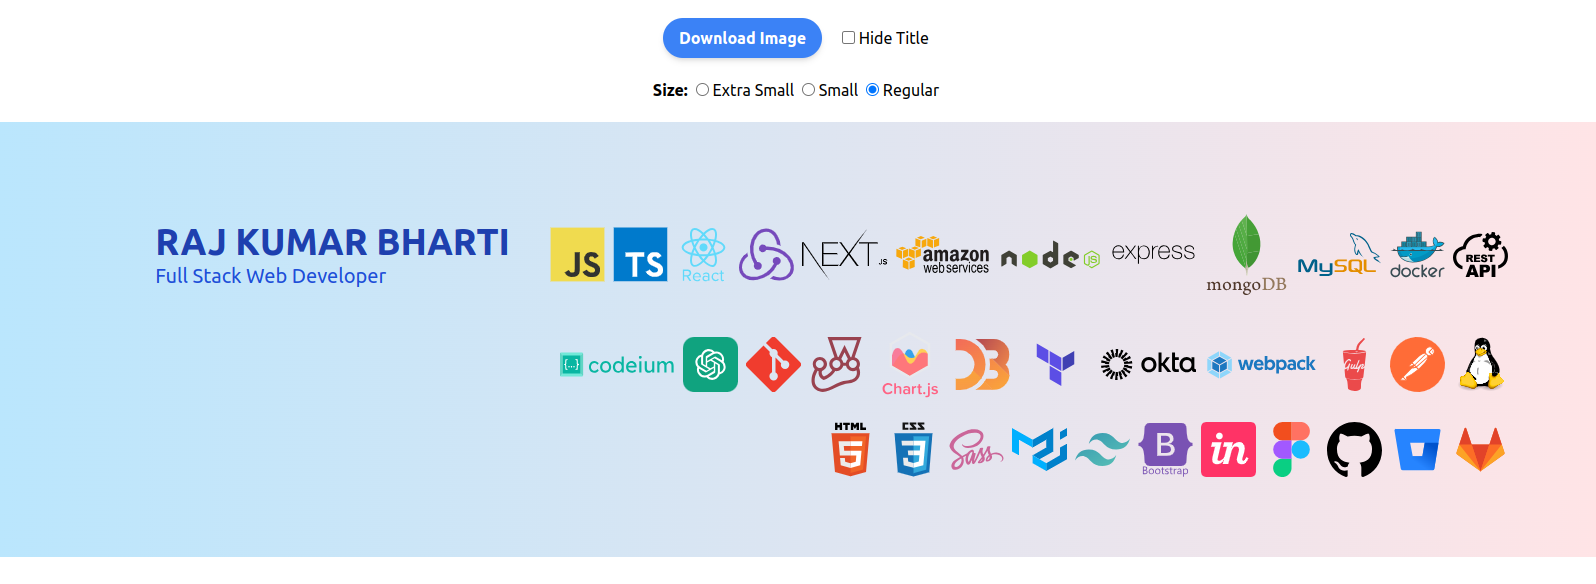 Download Image Hide Title
Size: Extra Small Small Regular
RAJ KUMAR BHARTI
Full Stack Web Developer
JS TS React NEXT.JS amazon web services node JS express mongoDB MySQL docker REST API
{...} codeium Chart.js D3 okta webpack Gulp
HTML 5 CSS 3 Sass B Bootstrap in